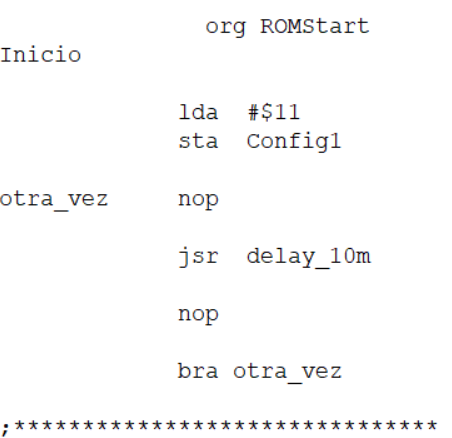 org ROMStart
Inicio
lda #$11
sta Config1
otra_vez nop
jsr delay_10m
nop
bra otra_vez
;*******************************